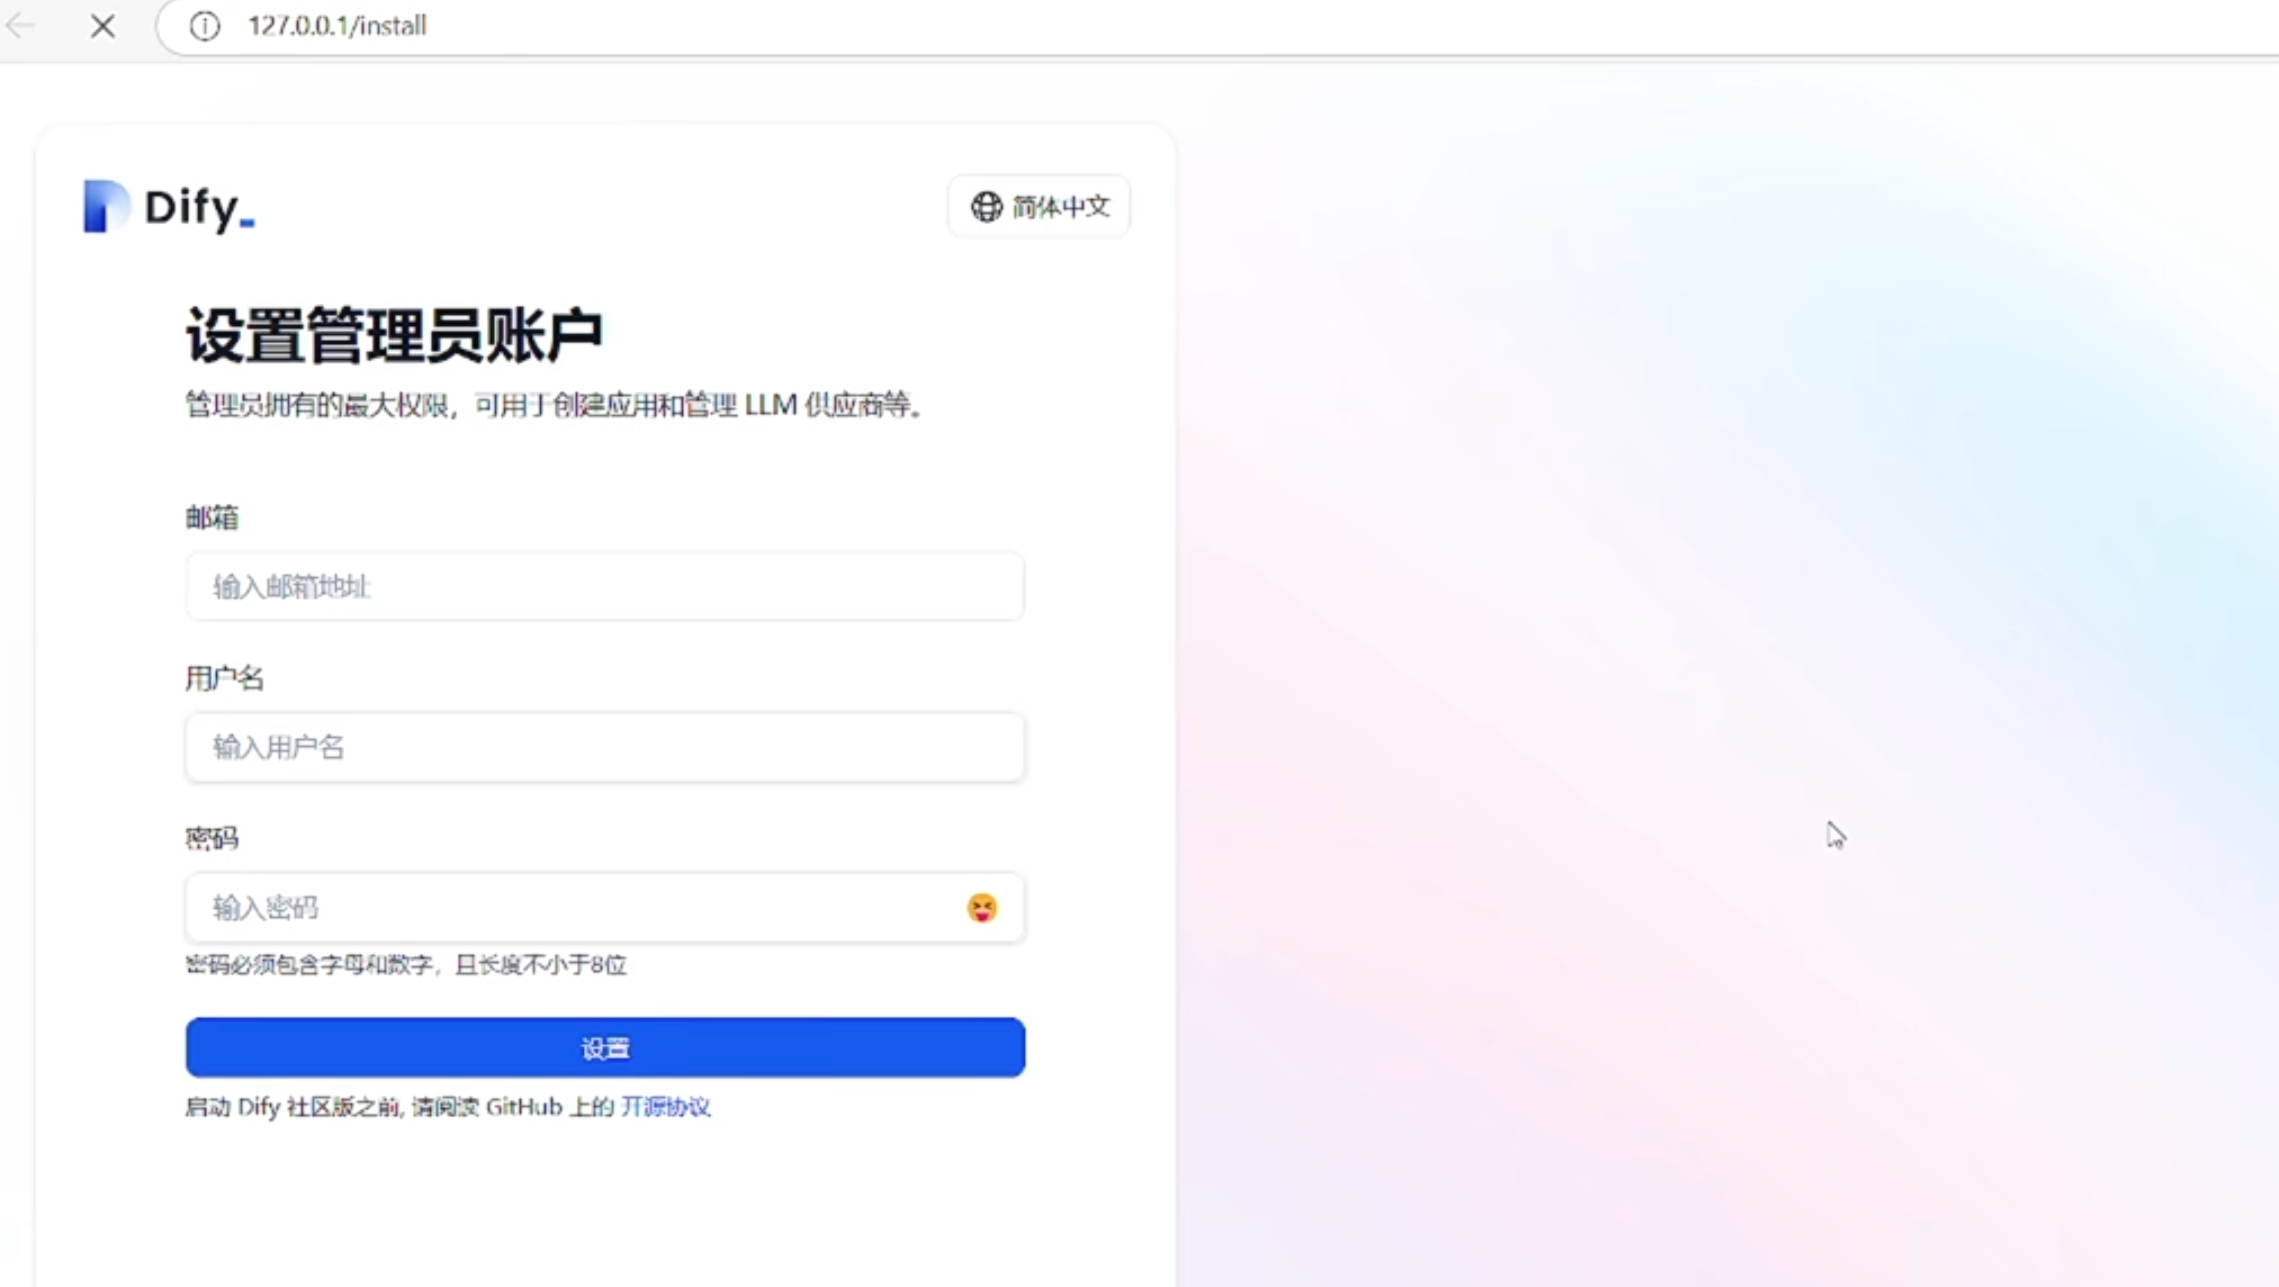 127.0.0.1/install
Dify_
简体中文
设置管理员账户
管理员拥有的最大权限，可用于创建应用和管理 LLM 供应商等。
邮箱
输入邮箱地址
用户名
输入用户名
密码
输入密码
密码必须包含字母和数字，且长度不小于8位
设置
启动 Dify 社区版之前, 请阅读 GitHub 上的 开源协议